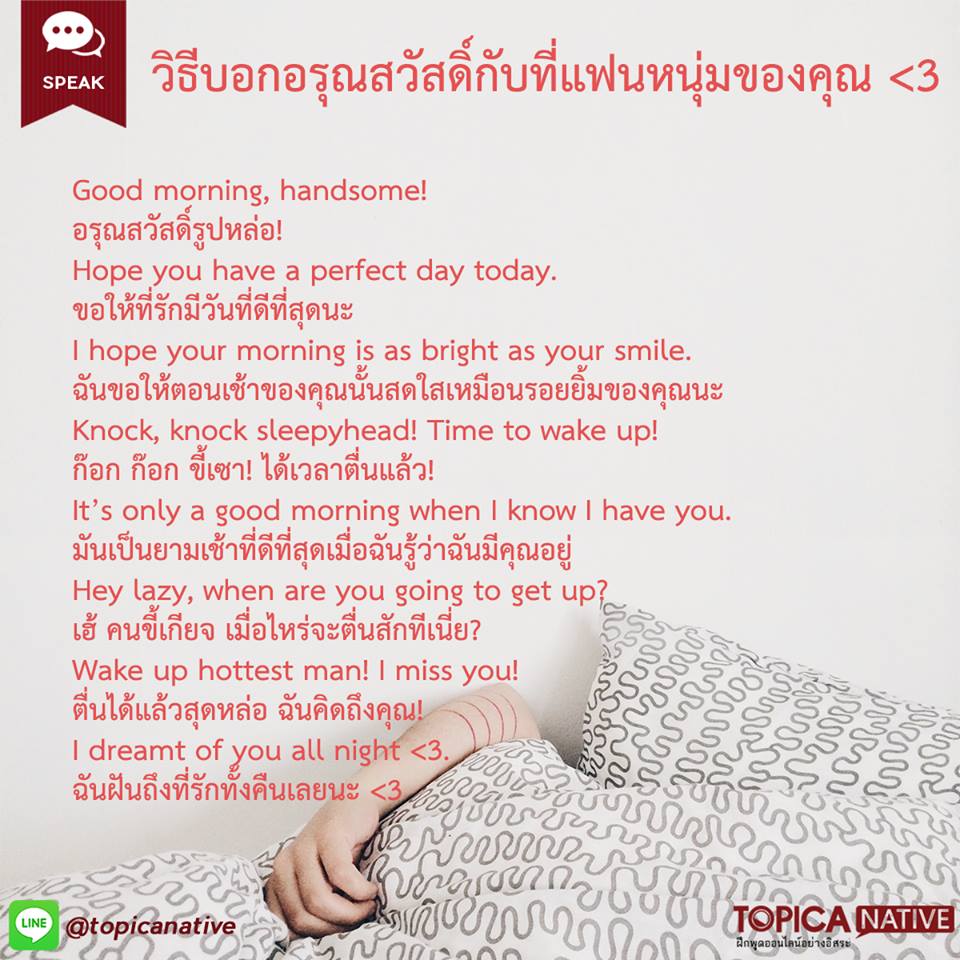 SPEAK
วิธีบอกอรุณสวัสดิ์กับที่แฟนหนุ่มของคุณ <3
Good morning, handsome!
อรุณสวัสดิ์รูปหล่อ!
Hope you have a perfect day today.
ขอให้ที่รักมีวันที่ดีที่สุดนะ
I hope your morning is as bright as your smile.
ฉันขอให้ตอนเช้าของคุณนั้นสดใสเหมือนรอยยิ้มของคุณนะ
Knock, knock sleepyhead! Time to wake up!
ก๊อก ก๊อก ขี้เซา! ได้เวลาตื่นแล้ว!
It’s only a good morning when I know I have you.
มันเป็นยามเช้าที่ดีที่สุดเมื่อฉันรู้ว่าฉันมีคุณอยู่
Hey lazy, when are you going to get up?
เฮ้ คนขี้เกียจ เมื่อไหร่จะตื่นสักทีเนี่ย?
Wake up hottest man! I miss you!
ตื่นได้แล้วสุดหล่อ ฉันคิดถึงคุณ!
I dreamt of you all night <3.
ฉันฝันถึงที่รักทั้งคืนเลยนะ <3
LINE @topicanative
TOPICA NATIVE
ฝึกพูดออนไลน์อย่างอิสระ